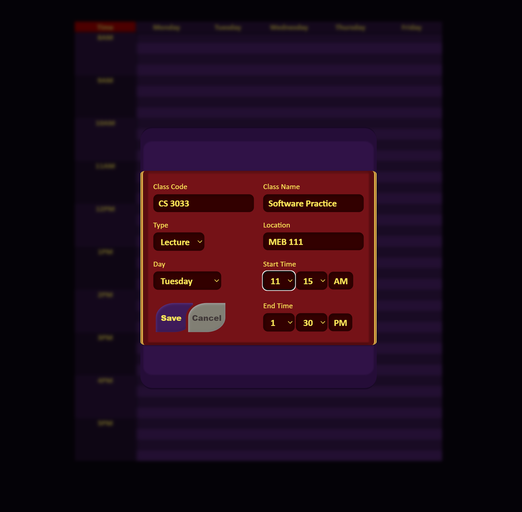 Time Monday Tuesday Wednesday Thursday Friday
8AM
9AM
10AM
11AM
12PM
1PM
2PM
3PM
4PM
5PM
Class Code Class Name
CS 3033 Software Practice
Type Location
Lecture MEB 111
Day Start Time
Tuesday 11 15 AM
Save Cancel End Time
1 30 PM